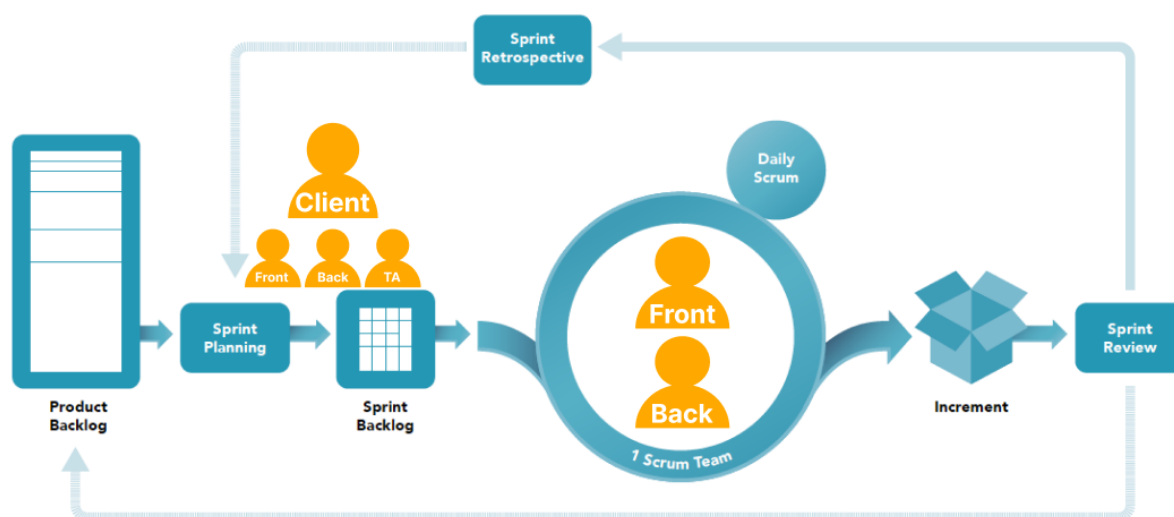 Sprint
Retrospective
Daily
Scrum
Client
Front
Back
TA
Front
Back
Sprint
Planning
1 Scrum Team
Sprint
Review
Product
Backlog
Sprint
Backlog
Increment